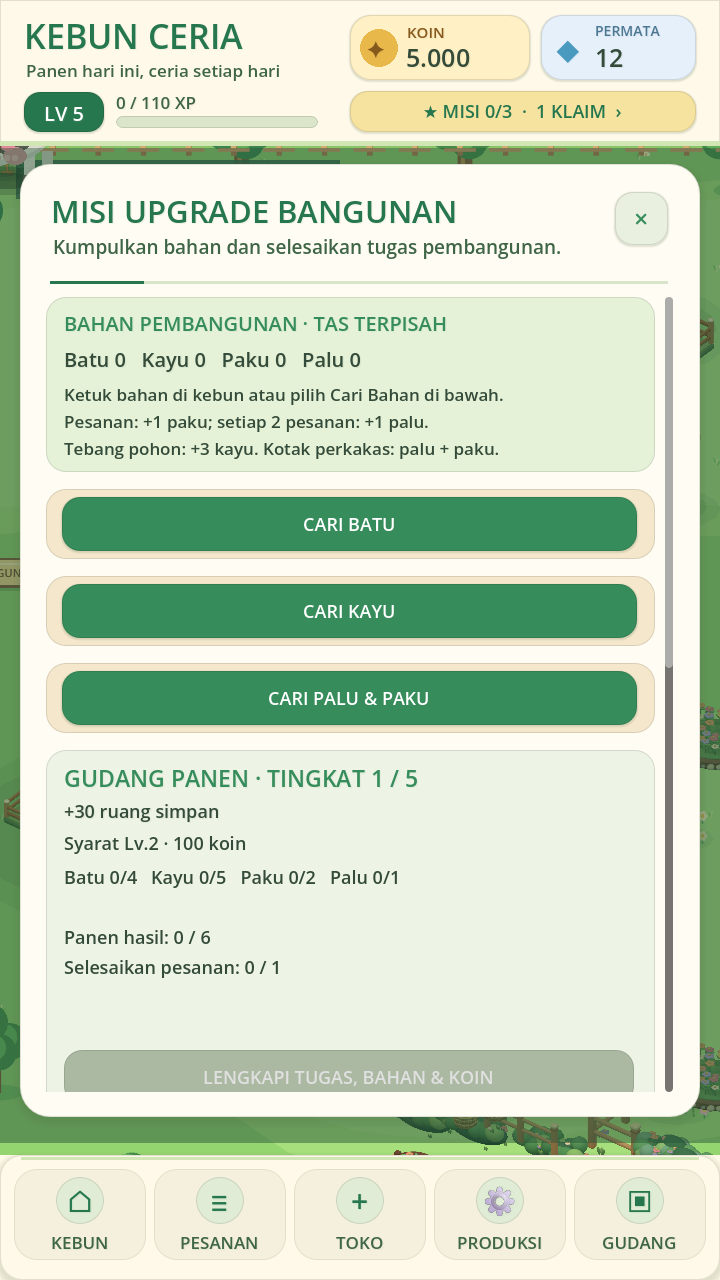 KEBUN CERIA
Panen hari ini, ceria setiap hari
LV 5
0 / 110 XP
KOIN
5.000
PERMATA
12
★ MISI 0/3 · 1 KLAIM ›
MISI UPGRADE BANGUNAN
Kumpulkan bahan dan selesaikan tugas pembangunan.
×
BAHAN PEMBANGUNAN · TAS TERPISAH
Batu 0 Kayu 0 Paku 0 Palu 0
Ketuk bahan di kebun atau pilih Cari Bahan di bawah.
Pesanan: +1 paku; setiap 2 pesanan: +1 palu.
Tebang pohon: +3 kayu. Kotak perkakas: palu + paku.
CARI BATU
CARI KAYU
CARI PALU & PAKU
GUDANG PANEN · TINGKAT 1 / 5
+30 ruang simpan
Syarat Lv.2 · 100 koin
Batu 0/4 Kayu 0/5 Paku 0/2 Palu 0/1
Panen hasil: 0 / 6
Selesaikan pesanan: 0 / 1
LENGKAPI TUGAS, BAHAN & KOIN
KEBUN
PESANAN
TOKO
PRODUKSI
GUDANG